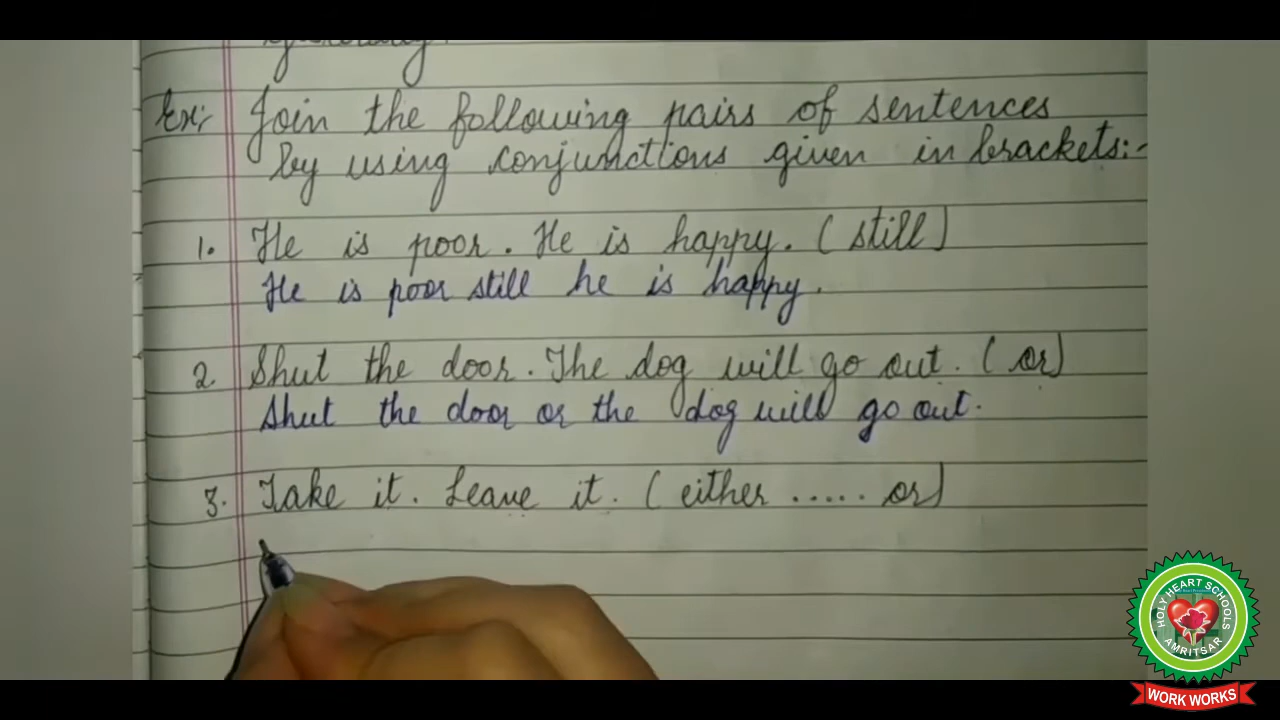 Ex:
Join the following pairs of sentences
by using conjunctions given in brackets:-
1. He is poor. He is happy. (still)
He is poor still he is happy.
2. Shut the door. The dog will go out. (or)
Shut the door or the dog will go out.
3. Take it. Leave it. (either ..... or)
HOLY HEART SCHOOLS
AMRITSAR
WORK WORKS